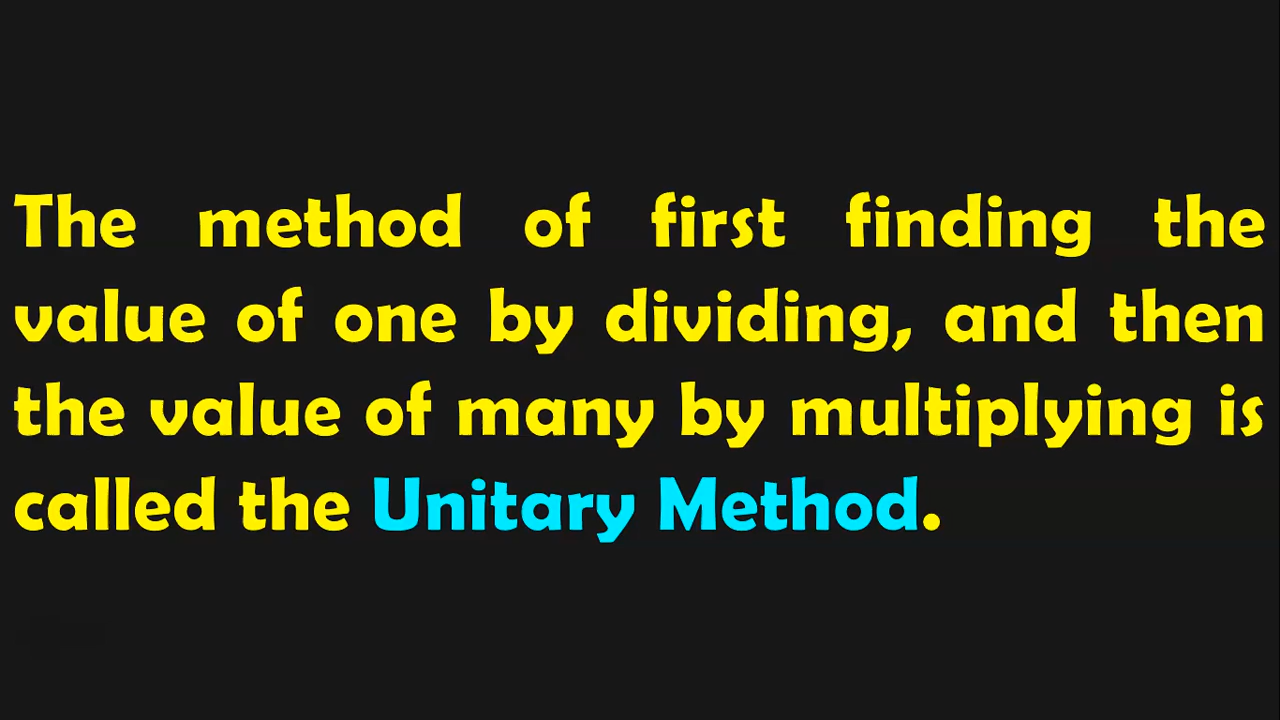 The method of first finding the
value of one by dividing, and then
the value of many by multiplying is
called the Unitary Method.